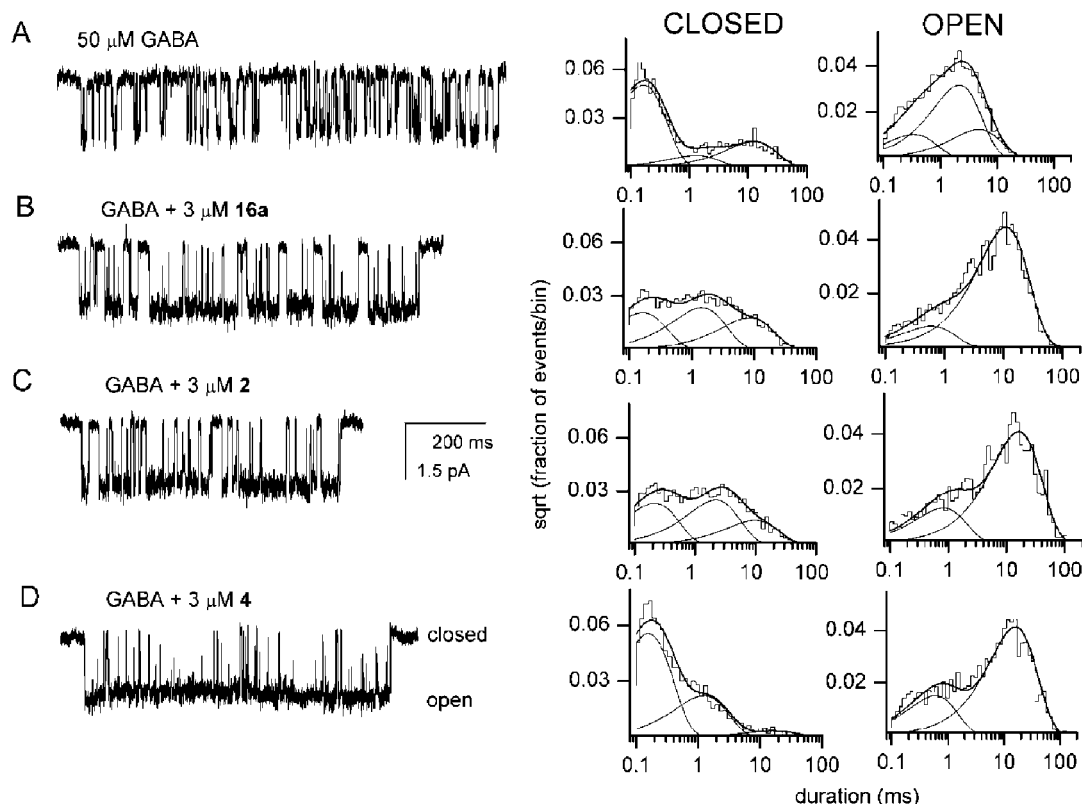 CLOSED OPEN
A
50 μM GABA
0.06
0.03
0.04
0.02
0.1 1 10 100
0.1 1 10 100
B
GABA + 3 μM 16a
0.06
0.03
0.04
0.02
0.1 1 10 100
0.1 1 10 100
C
GABA + 3 μM 2
200 ms
1.5 pA
0.06
0.03
0.04
0.02
0.1 1 10 100
0.1 1 10 100
D
GABA + 3 μM 4
closed
open
0.06
0.03
0.04
0.02
0.1 1 10 100
0.1 1 10 100
sqrt (fraction of events/bin)
duration (ms)